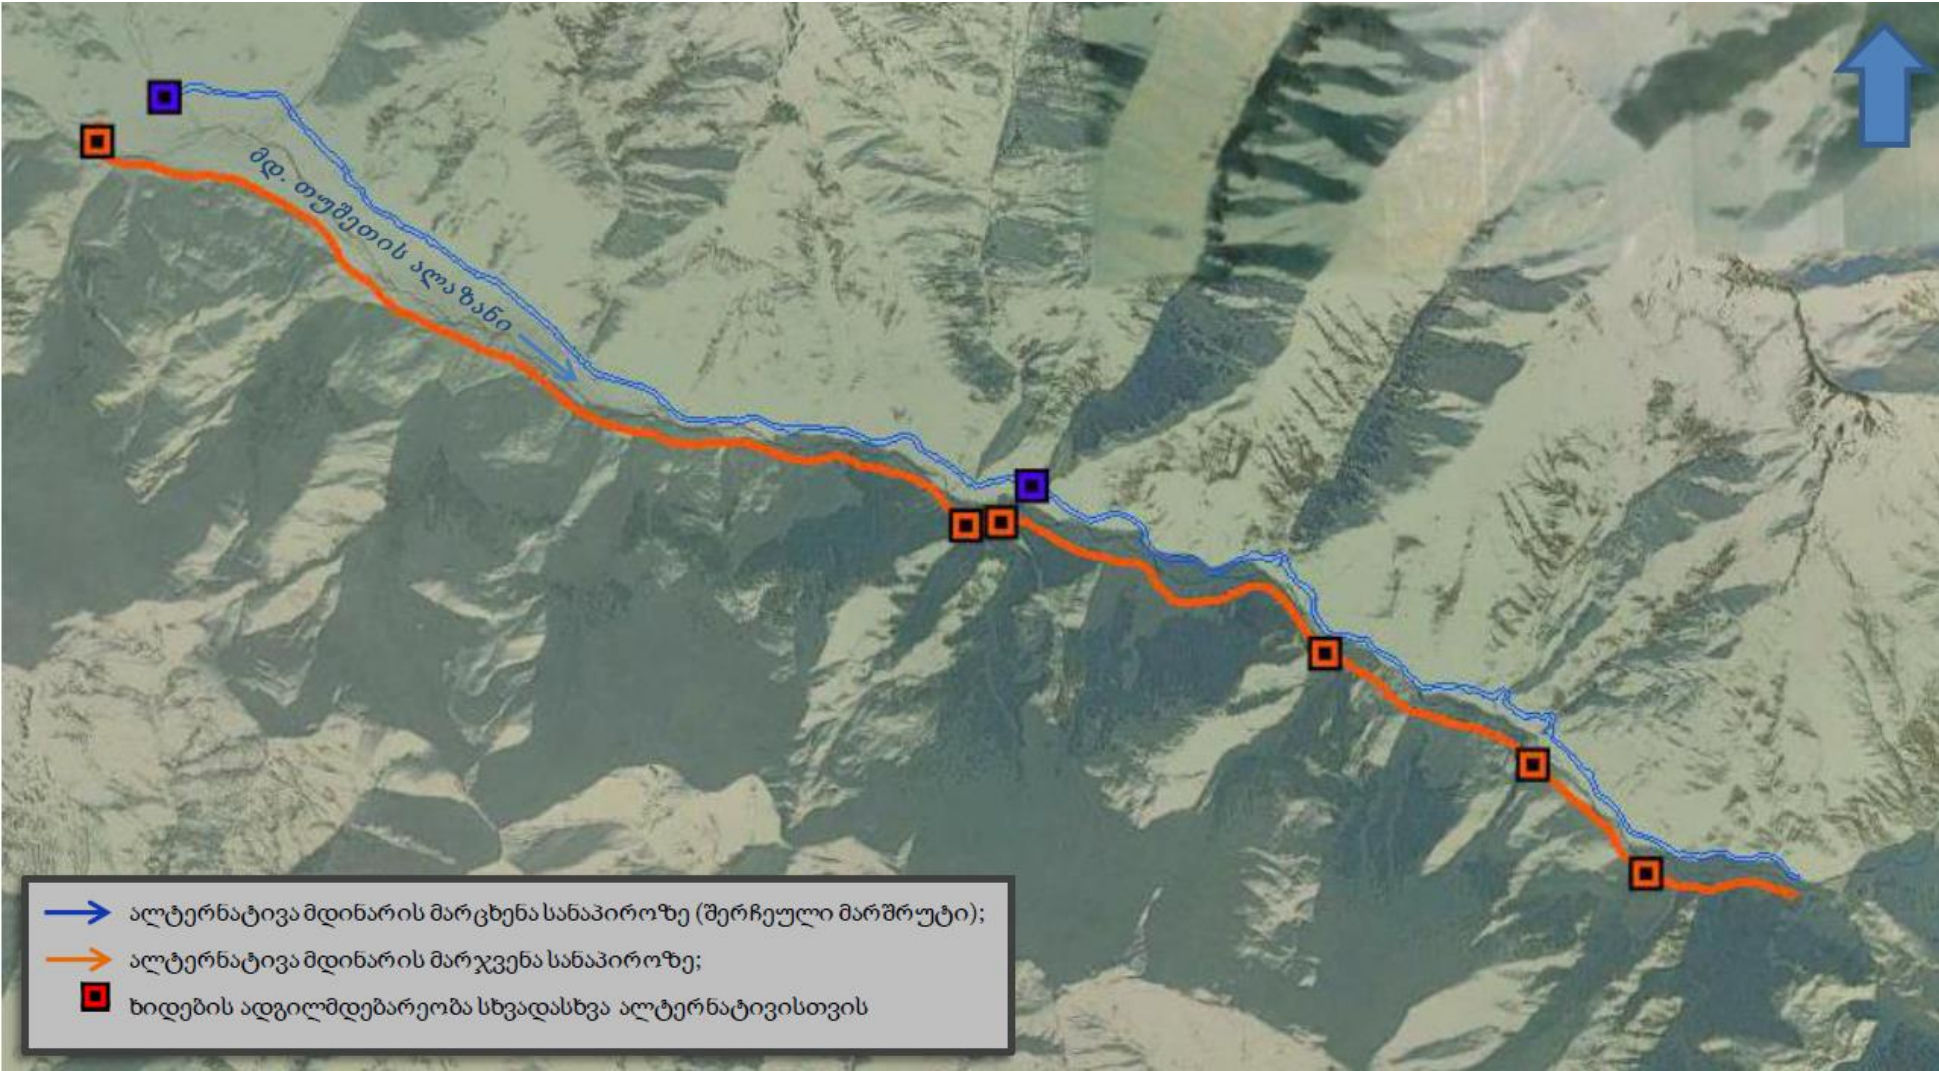 მდ. თუშეთის ალაზანი
ალტერნატივა მდინარის მარცხენა სანაპიროზე (შერჩეული მარშრუტი);
ალტერნატივა მდინარის მარჯვენა სანაპიროზე;
ხიდების ადგილმდებარეობა სხვადასხვა ალტერნატივისთვის